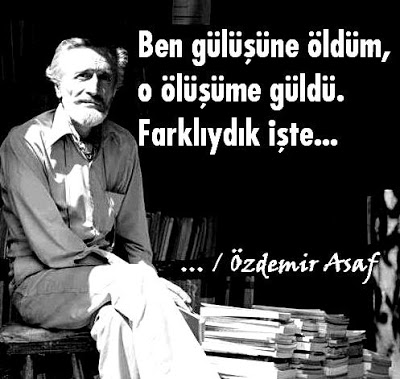 Ben gülüşüne öldüm,
o ölüşüme güldü.
Farklıydık işte...
... / Özdemir Asaf